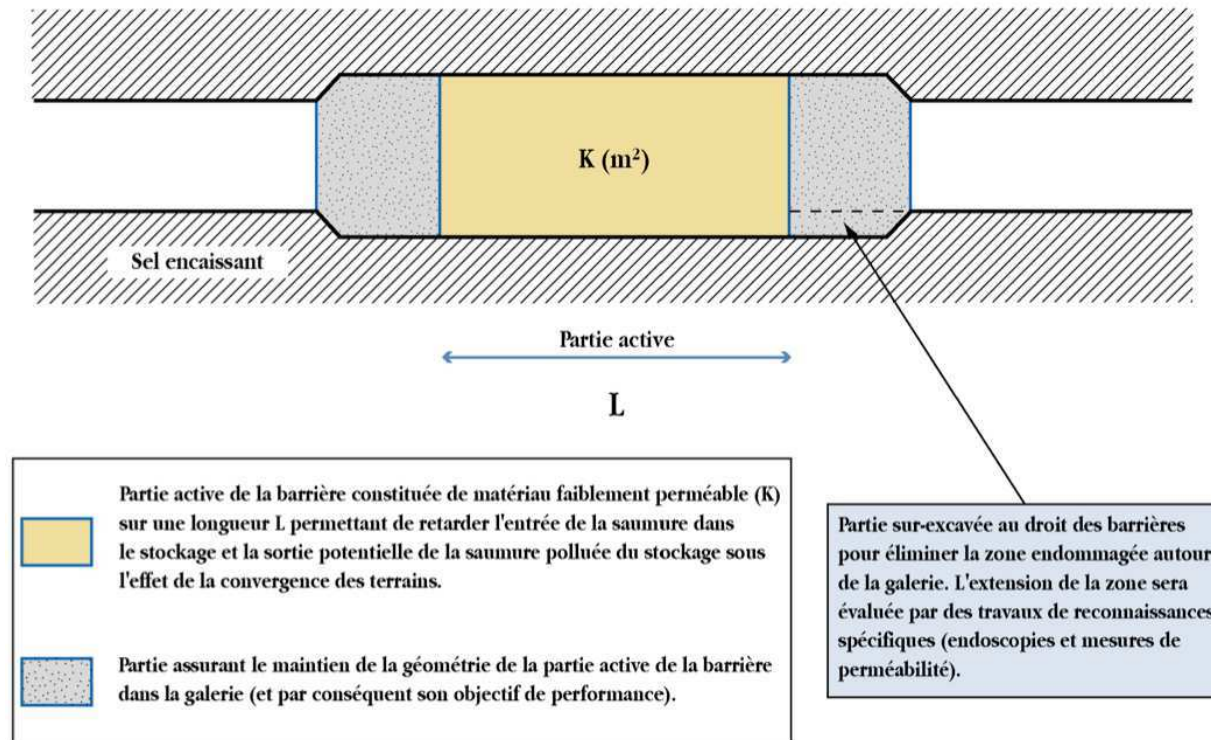 K (m²)
Sel encaissant
Partie active
L
Partie active de la barrière constituée de matériau faiblement perméable (K)
sur une longueur L permettant de retarder l'entrée de la saumure dans
le stockage et la sortie potentielle de la saumure polluée du stockage sous
l'effet de la convergence des terrains.
Partie assurant le maintien de la géométrie de la partie active de la barrière
dans la galerie (et par conséquent son objectif de performance).
Partie sur-excavée au droit des barrières
pour éliminer la zone endommagée autour
de la galerie. L'extension de la zone sera
évaluée par des travaux de reconnaissances
spécifiques (endoscopies et mesures de
perméabilité).